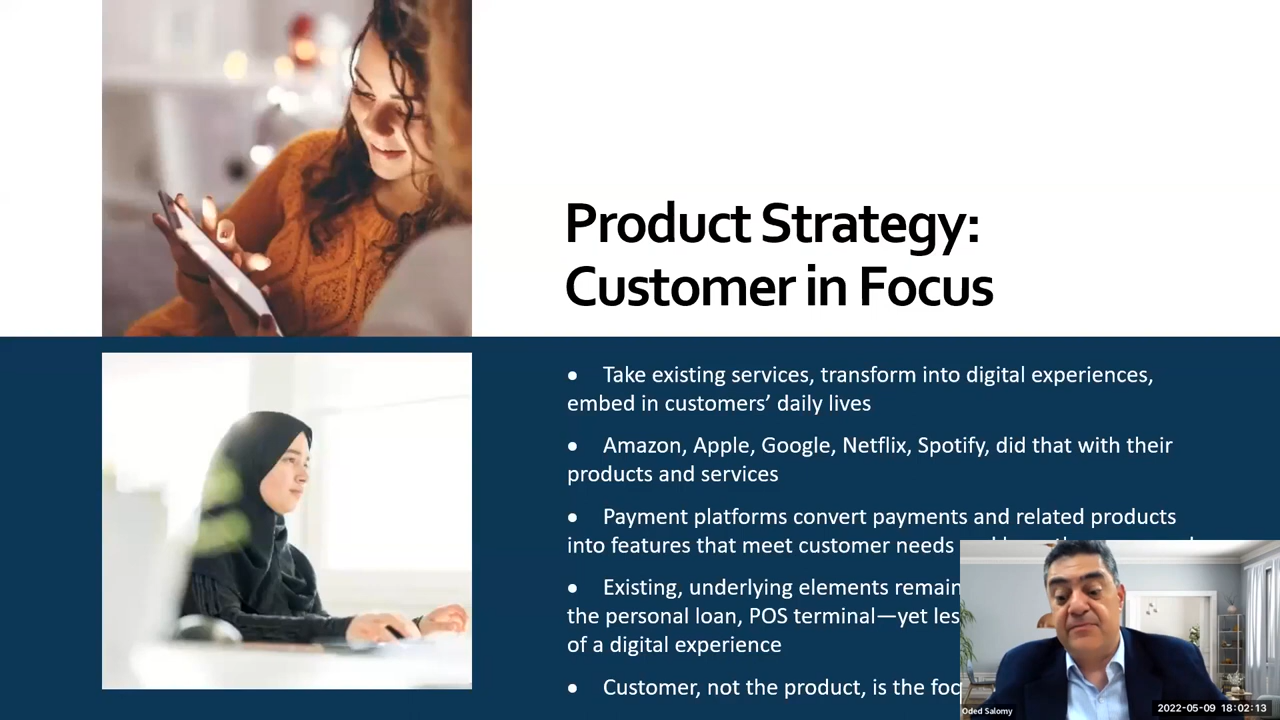 Product Strategy:
Customer in Focus
• Take existing services, transform into digital experiences,
embed in customers’ daily lives
• Amazon, Apple, Google, Netflix, Spotify, did that with their
products and services
• Payment platforms convert payments and related products
into features that meet customer needs
• Existing, underlying elements remain
the personal loan, POS terminal—yet
of a digital experience
• Customer, not the product, is the
Oded Salomy
2022-05-09 18:02:13